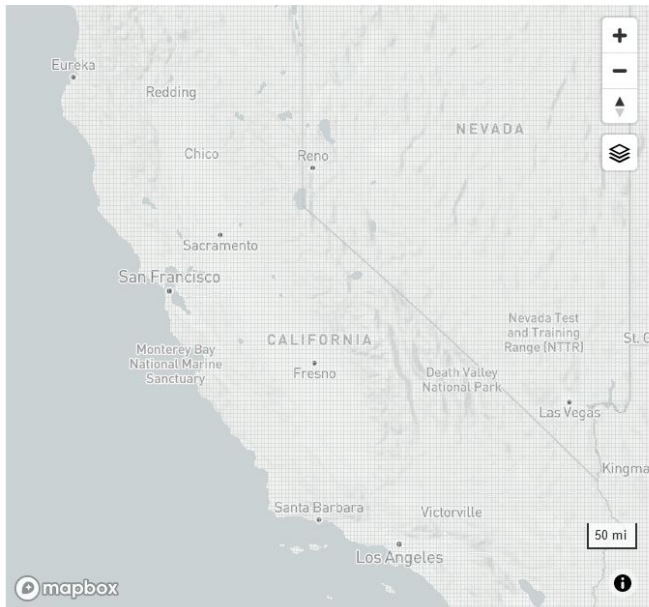 Eureka
Redding
NEVADA
Chico
Reno
Sacramento
San Francisco
CALIFORNIA
Nevada Test
and Training
Range (NTTR)
St. G
Monterey Bay
National Marine
Sanctuary
Fresno
Death Valley
National Park
Las Vegas
Kingma
Santa Barbara
Victorville
Los Angeles
50 mi
mapbox